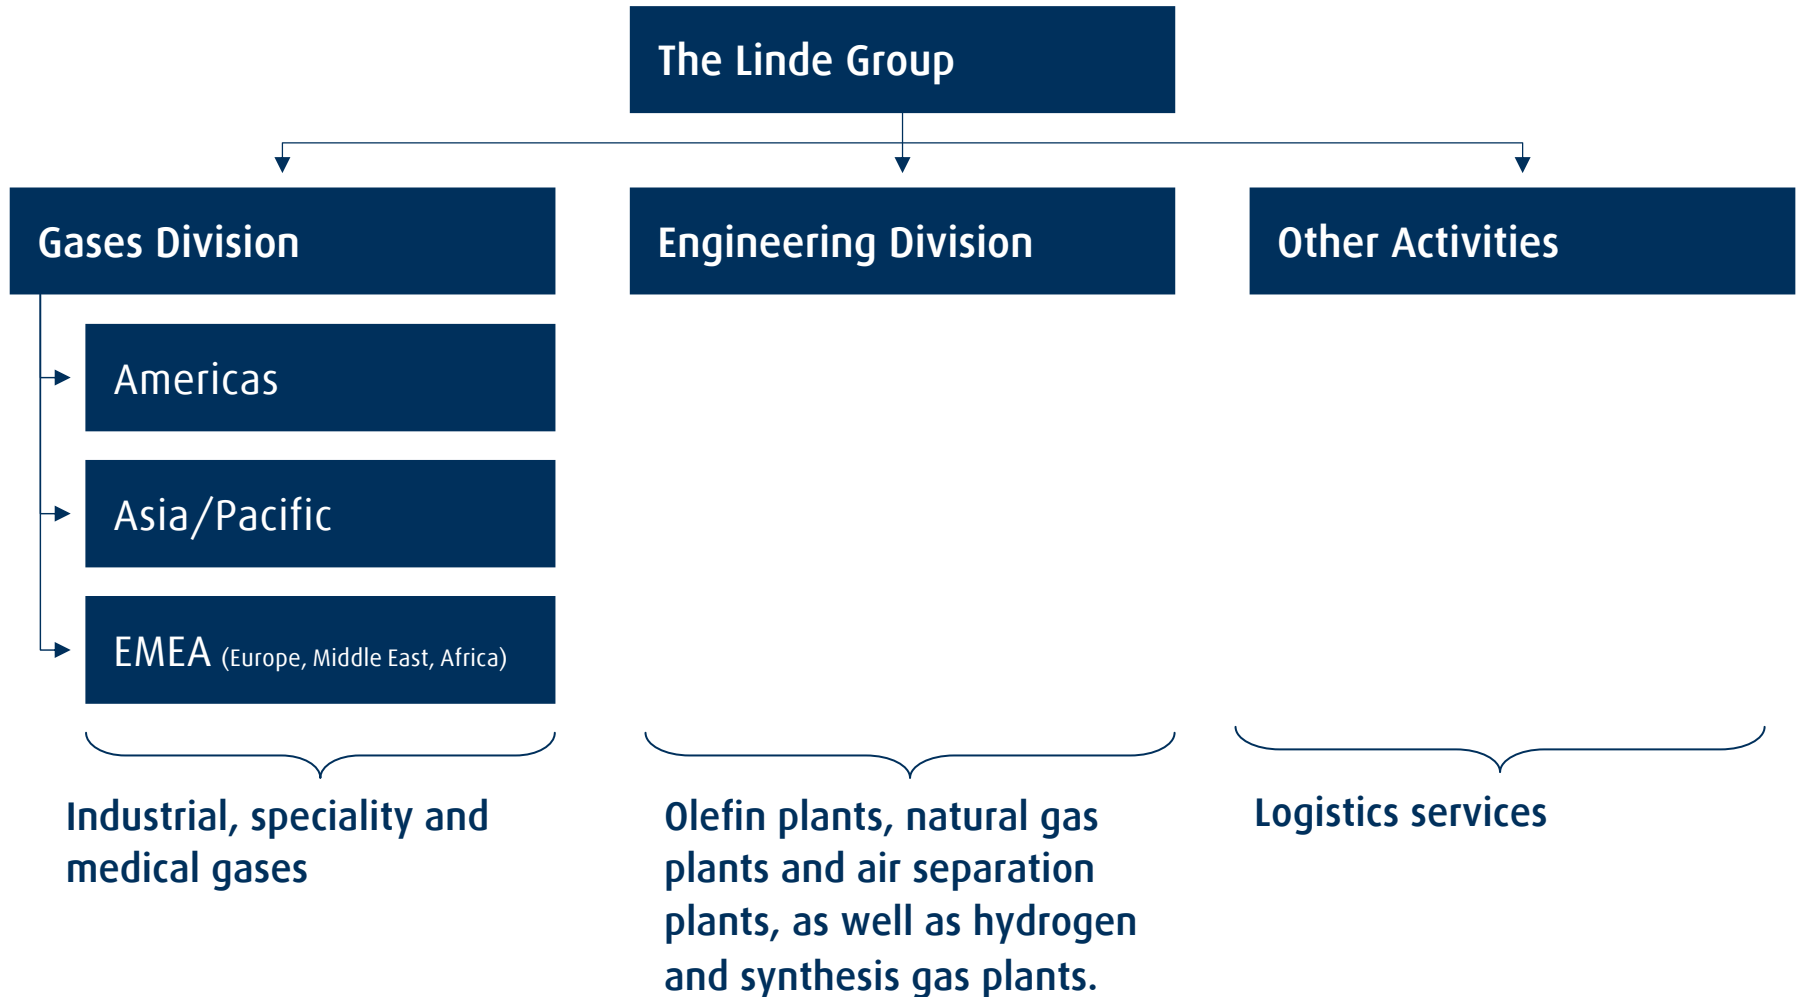 The Linde Group
Gases Division
Engineering Division
Other Activities
Americas
Asia/Pacific
EMEA (Europe, Middle East, Africa)
Industrial, speciality and
medical gases
Olefin plants, natural gas
plants and air separation
plants, as well as hydrogen
and synthesis gas plants.
Logistics services